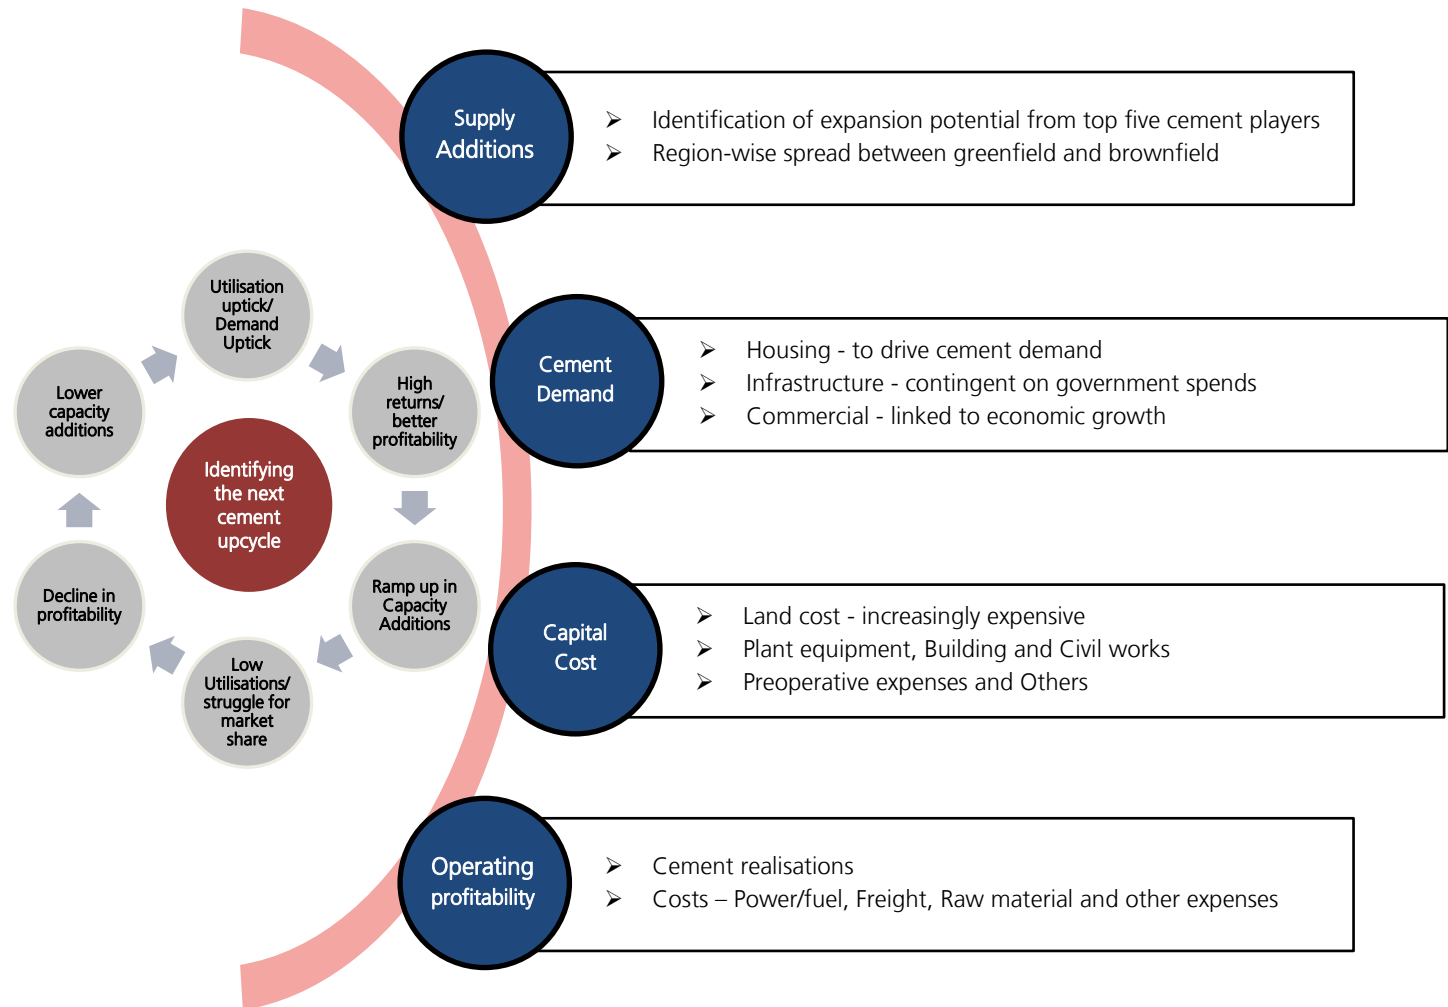 Supply
Additions
➢ Identification of expansion potential from top five cement players
➢ Region-wise spread between greenfield and brownfield
Utilisation
uptick/
Demand
Uptick
High
returns/
better
profitability
Ramp up in
Capacity
Additions
Low
Utilisations/
struggle for
market
share
Decline in
profitability
Lower
capacity
additions
Identifying
the next
cement
upcycle
Cement
Demand
➢ Housing - to drive cement demand
➢ Infrastructure - contingent on government spends
➢ Commercial - linked to economic growth
Capital
Cost
➢ Land cost - increasingly expensive
➢ Plant equipment, Building and Civil works
➢ Preoperative expenses and Others
Operating
profitability
➢ Cement realisations
➢ Costs – Power/fuel, Freight, Raw material and other expenses